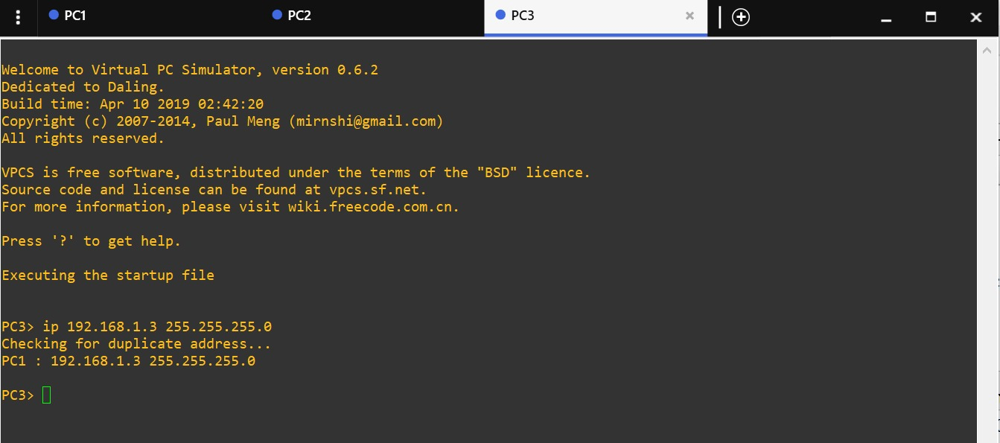 PC1 PC2 PC3
Welcome to Virtual PC Simulator, version 0.6.2
Dedicated to Daling.
Build time: Apr 10 2019 02:42:20
Copyright (c) 2007-2014, Paul Meng (mirnshi@gmail.com)
All rights reserved.
VPCS is free software, distributed under the terms of the "BSD" licence.
Source code and license can be found at vpcs.sf.net.
For more information, please visit wiki.freecode.com.cn.
Press '?' to get help.
Executing the startup file
PC3> ip 192.168.1.3 255.255.255.0
Checking for duplicate address...
PC1 : 192.168.1.3 255.255.255.0
PC3>